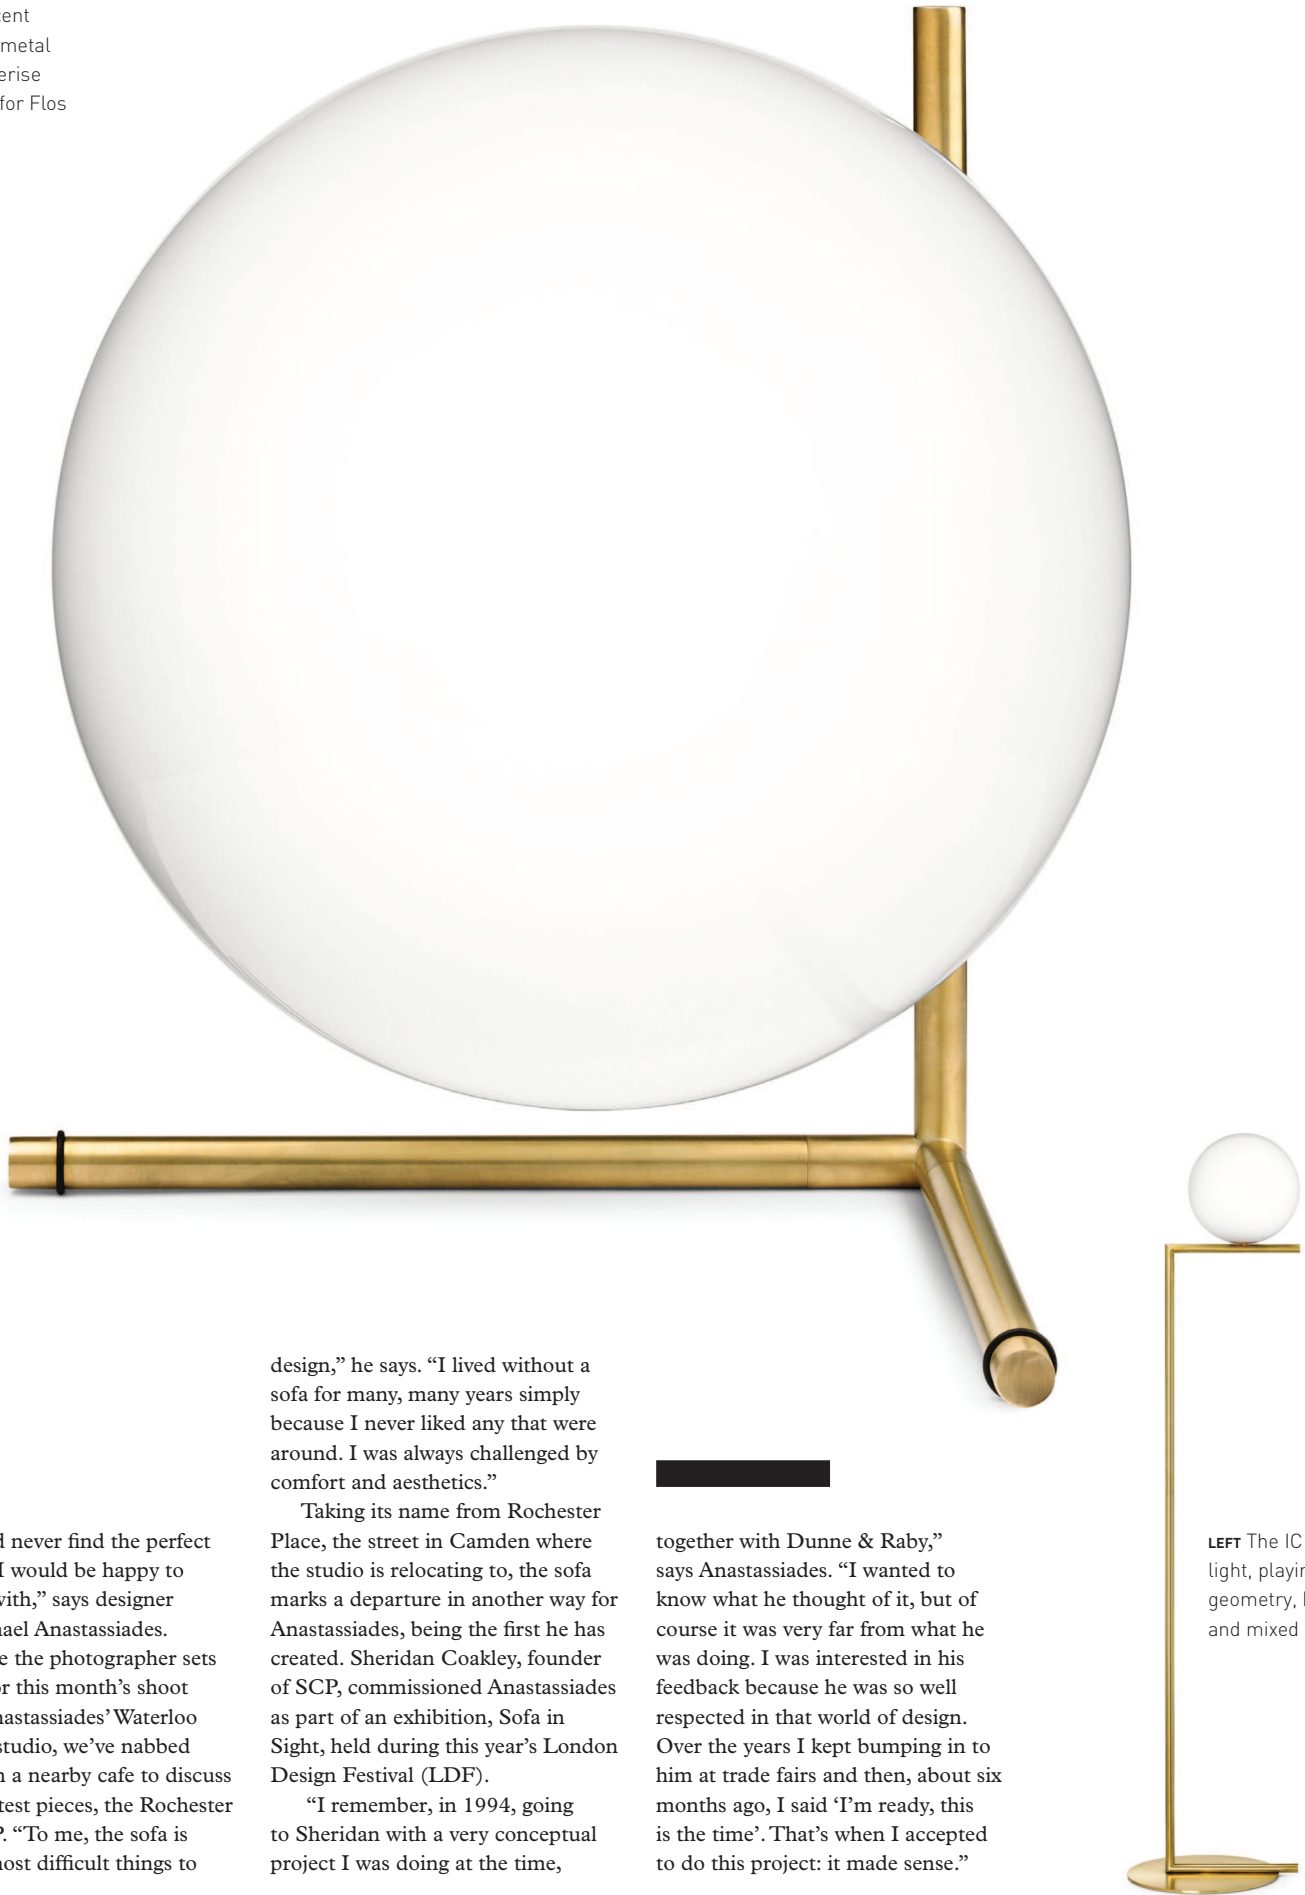 cent
metal
erise
for Flos
d never find the perfect
I would be happy to
with,” says designer
hael Anastassiades.
e the photographer sets
or this month’s shoot
nastassiades’ Waterloo
studio, we’ve nabbed
n a nearby cafe to discuss
test pieces, the Rochester
P. “To me, the sofa is
nost difficult things to
design,” he says. “I lived without a
sofa for many, many years simply
because I never liked any that were
around. I was always challenged by
comfort and aesthetics.”
Taking its name from Rochester
Place, the street in Camden where
the studio is relocating to, the sofa
marks a departure in another way for
Anastassiades, being the first he has
created. Sheridan Coakley, founder
of SCP, commissioned Anastassiades
as part of an exhibition, Sofa in
Sight, held during this year’s London
Design Festival (LDF).
“I remember, in 1994, going
to Sheridan with a very conceptual
project I was doing at the time,
together with Dunne & Raby,”
says Anastassiades. “I wanted to
know what he thought of it, but of
course it was very far from what he
was doing. I was interested in his
feedback because he was so well
respected in that world of design.
Over the years I kept bumping in to
him at trade fairs and then, about six
months ago, I said ‘I’m ready, this
is the time’. That’s when I accepted
to do this project: it made sense.”
LEFT The IC
light, playin
geometry,
and mixed